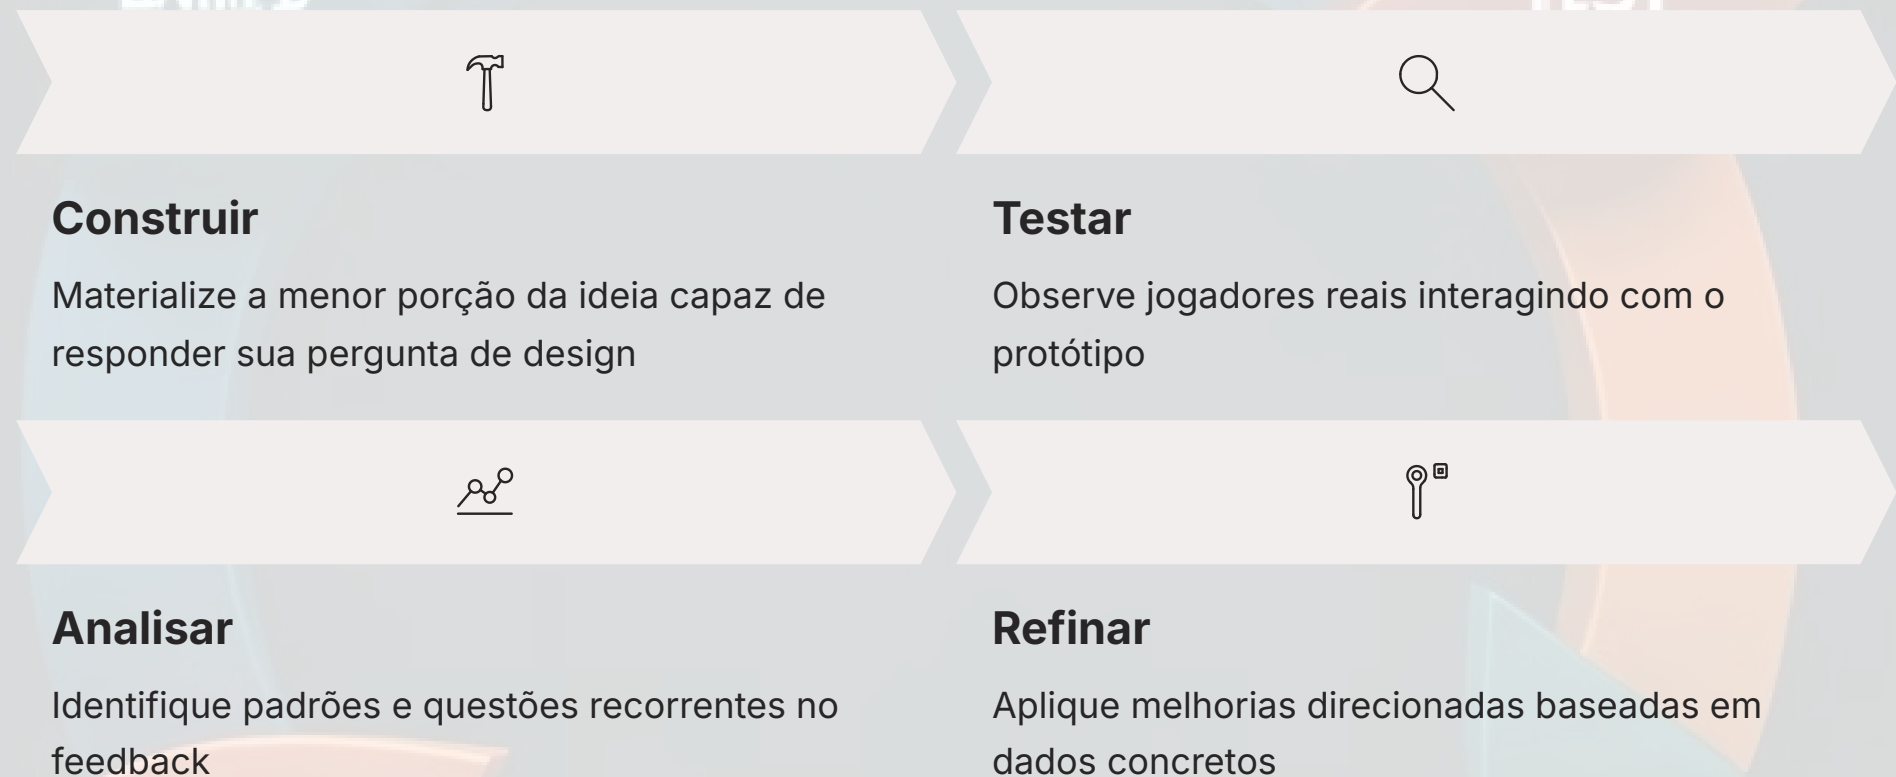 Construir
Materialize a menor porção da ideia capaz de
responder sua pergunta de design
Testar
Observe jogadores reais interagindo com o
protótipo
Analisar
Identifique padrões e questões recorrentes no
feedback
Refinar
Aplique melhorias direcionadas baseadas em
dados concretos